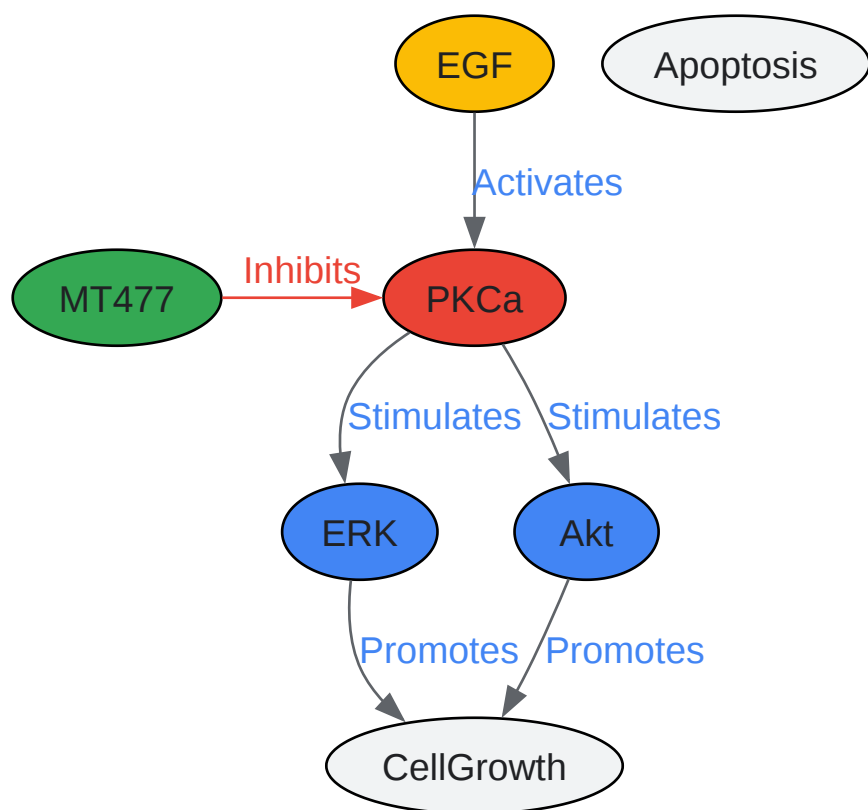 EGF
Apoptosis
Activates
Inhibits
MT477
PKCa
Stimulates
Stimulates
ERK
Akt
Promotes
Promotes
CellGrowth